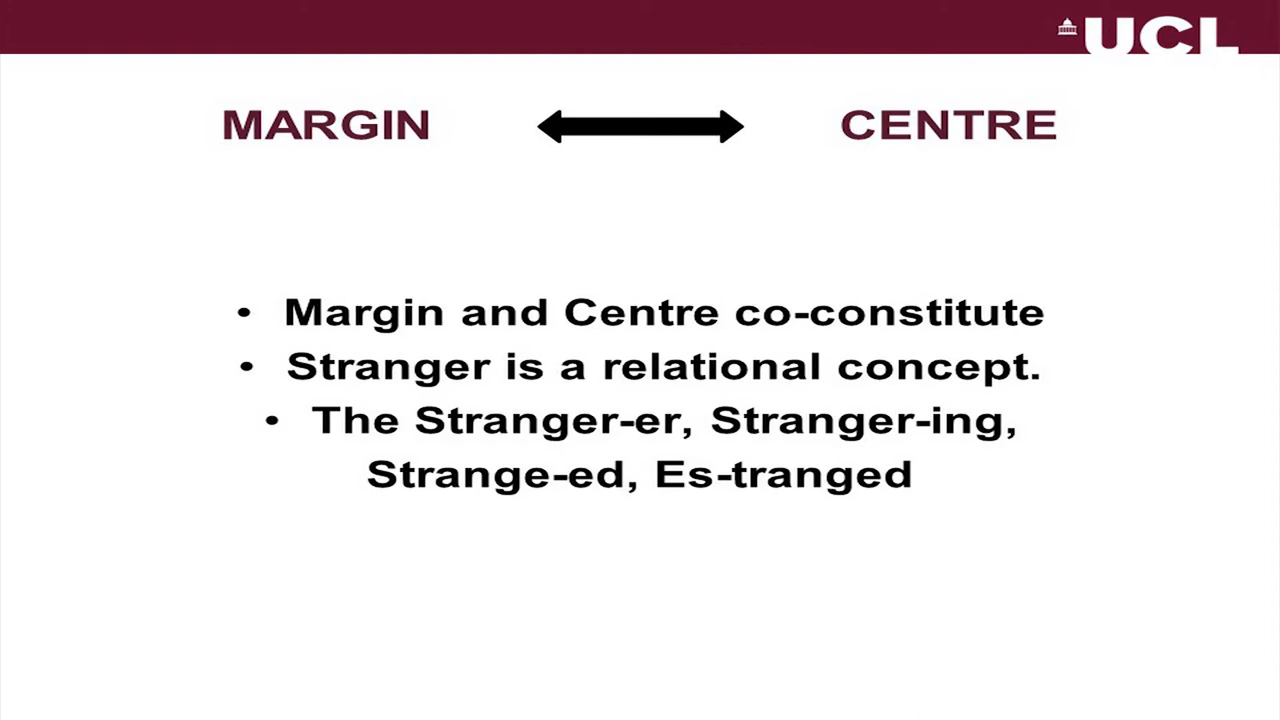 UCL
MARGIN CENTRE
• Margin and Centre co-constitute
• Stranger is a relational concept.
• The Stranger-er, Stranger-ing,
Strange-ed, Es-tranged